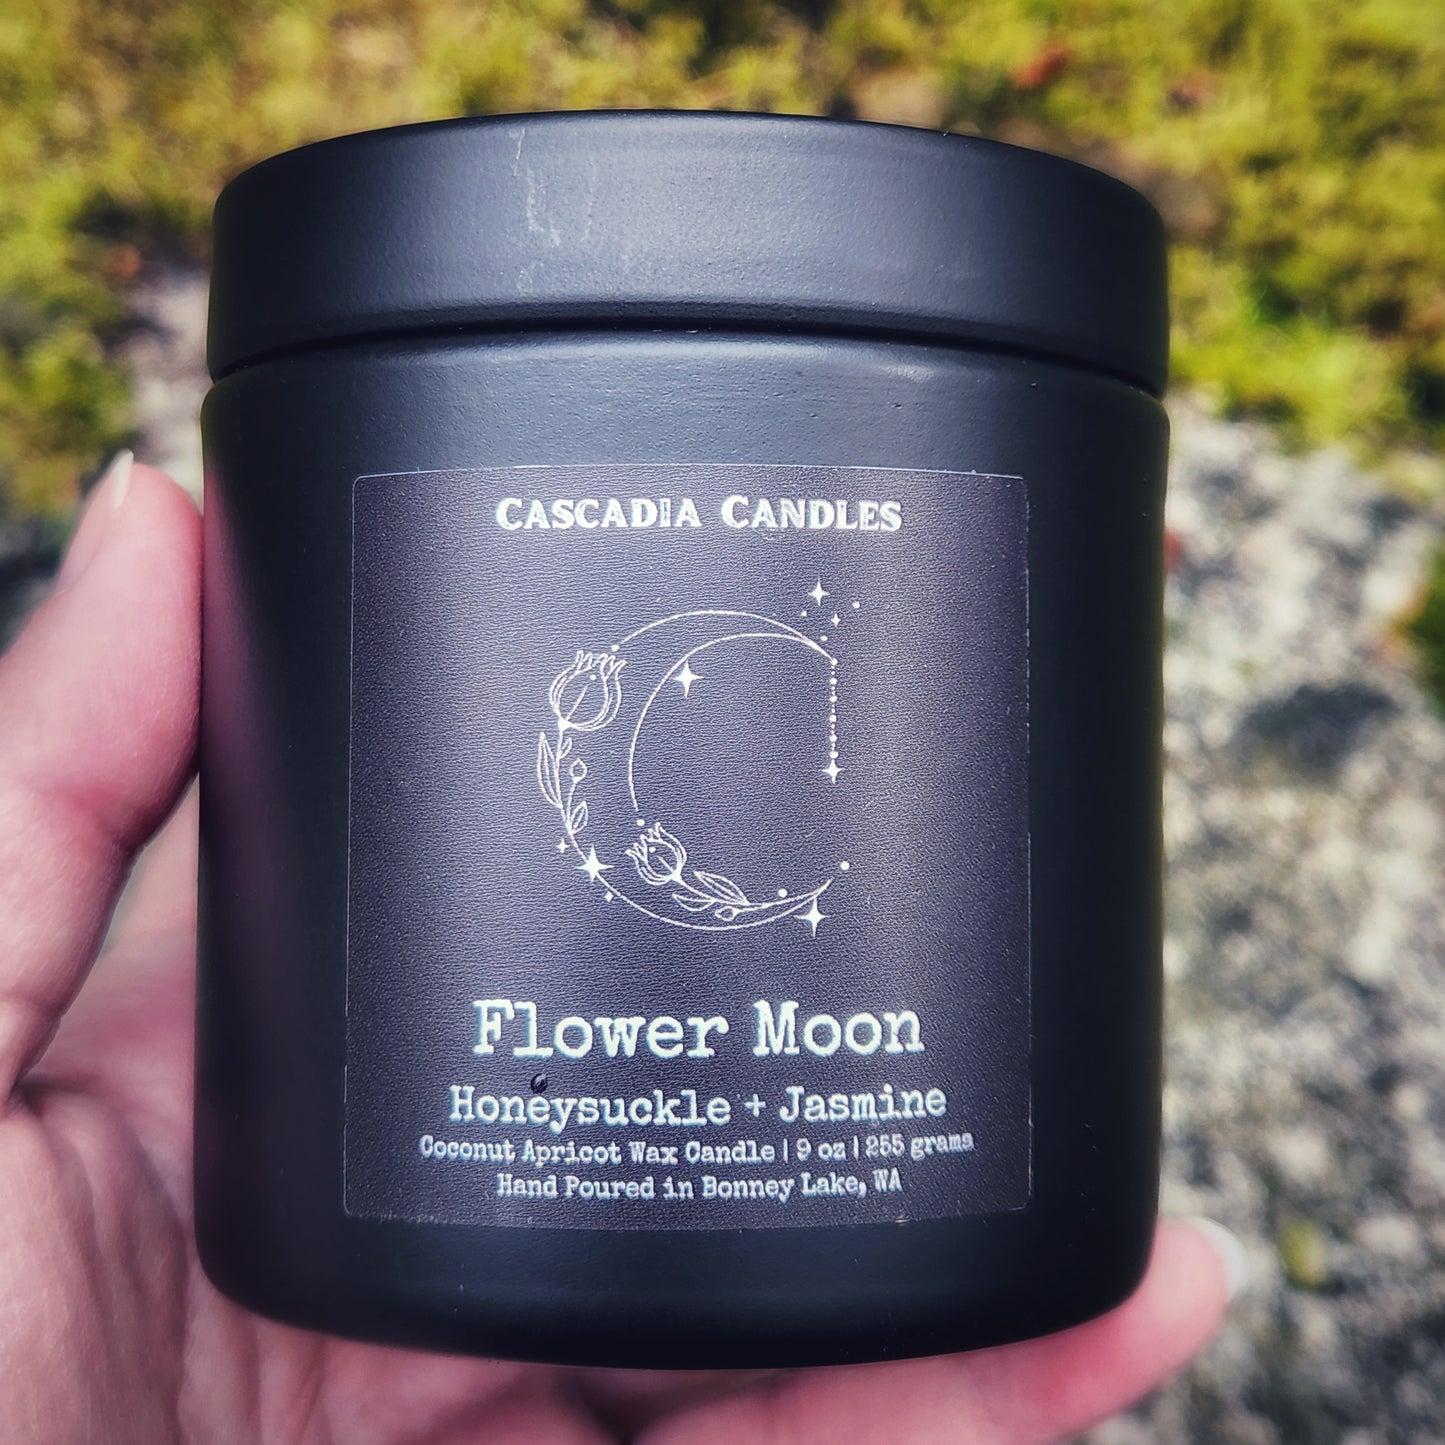 CASCADIA CANDLES
Flower Moon
Honeysuckle + Jasmine
Coconut Apricot Wax Candle | 9 oz | 255 grams
Hand Poured in Bonney Lake, WA